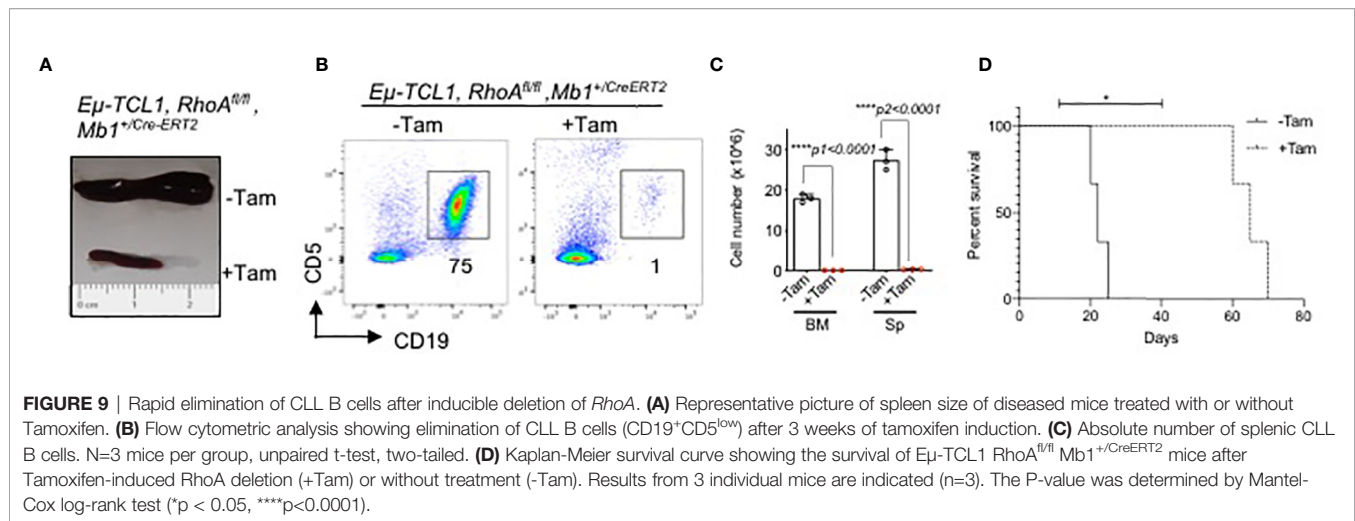 A
B
C
D
Eµ-TCL1, RhoA^fl/fl,
Mb1^+/Cre-ERT2
-Tam
+Tam
0 cm 1 2
Eµ-TCL1, RhoA^fl/fl ,Mb1^+/CreERT2
-Tam +Tam
75 1
CD5
CD19
****p2<0.0001
****p1<0.0001
Cell number (x10^6)
30
20
10
0
-Tam
+Tam
-Tam
+Tam
BM Sp
*
-Tam
+Tam
Percent survival
100
50
0
0 20 40 60 80
Days
FIGURE 9 | Rapid elimination of CLL B cells after inducible deletion of RhoA. (A) Representative picture of spleen size of diseased mice treated with or without
Tamoxifen. (B) Flow cytometric analysis showing elimination of CLL B cells (CD19⁺CD5^low) after 3 weeks of tamoxifen induction. (C) Absolute number of splenic CLL
B cells. N=3 mice per group, unpaired t-test, two-tailed. (D) Kaplan-Meier survival curve showing the survival of Eµ-TCL1 RhoA^fl/fl Mb1^+/CreERT2 mice after
Tamoxifen-induced RhoA deletion (+Tam) or without treatment (-Tam). Results from 3 individual mice are indicated (n=3). The P-value was determined by Mantel-
Cox log-rank test (*p < 0.05, ****p<0.0001).